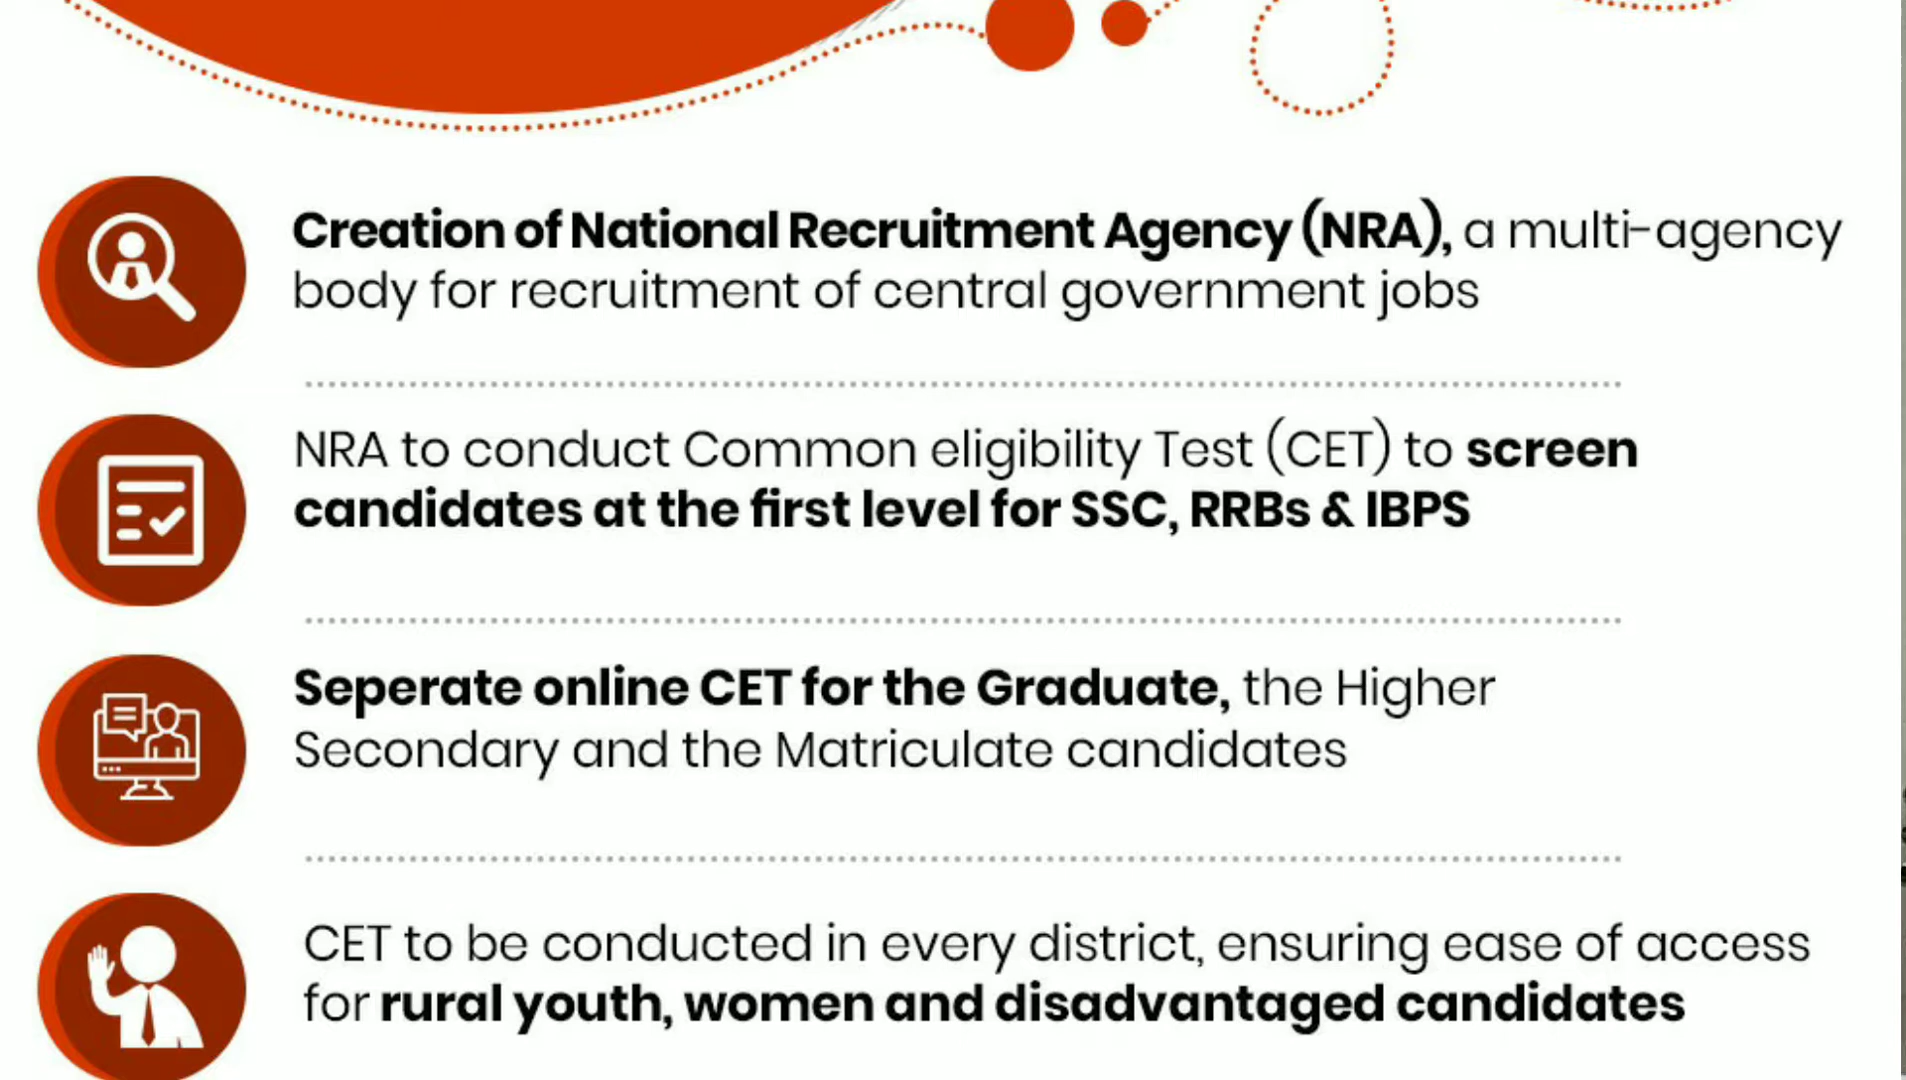 Creation of National Recruitment Agency (NRA), a multi-agency
body for recruitment of central government jobs
NRA to conduct Common eligibility Test (CET) to screen
candidates at the first level for SSC, RRBs & IBPS
Seperate online CET for the Graduate, the Higher
Secondary and the Matriculate candidates
CET to be conducted in every district, ensuring ease of access
for rural youth, women and disadvantaged candidates